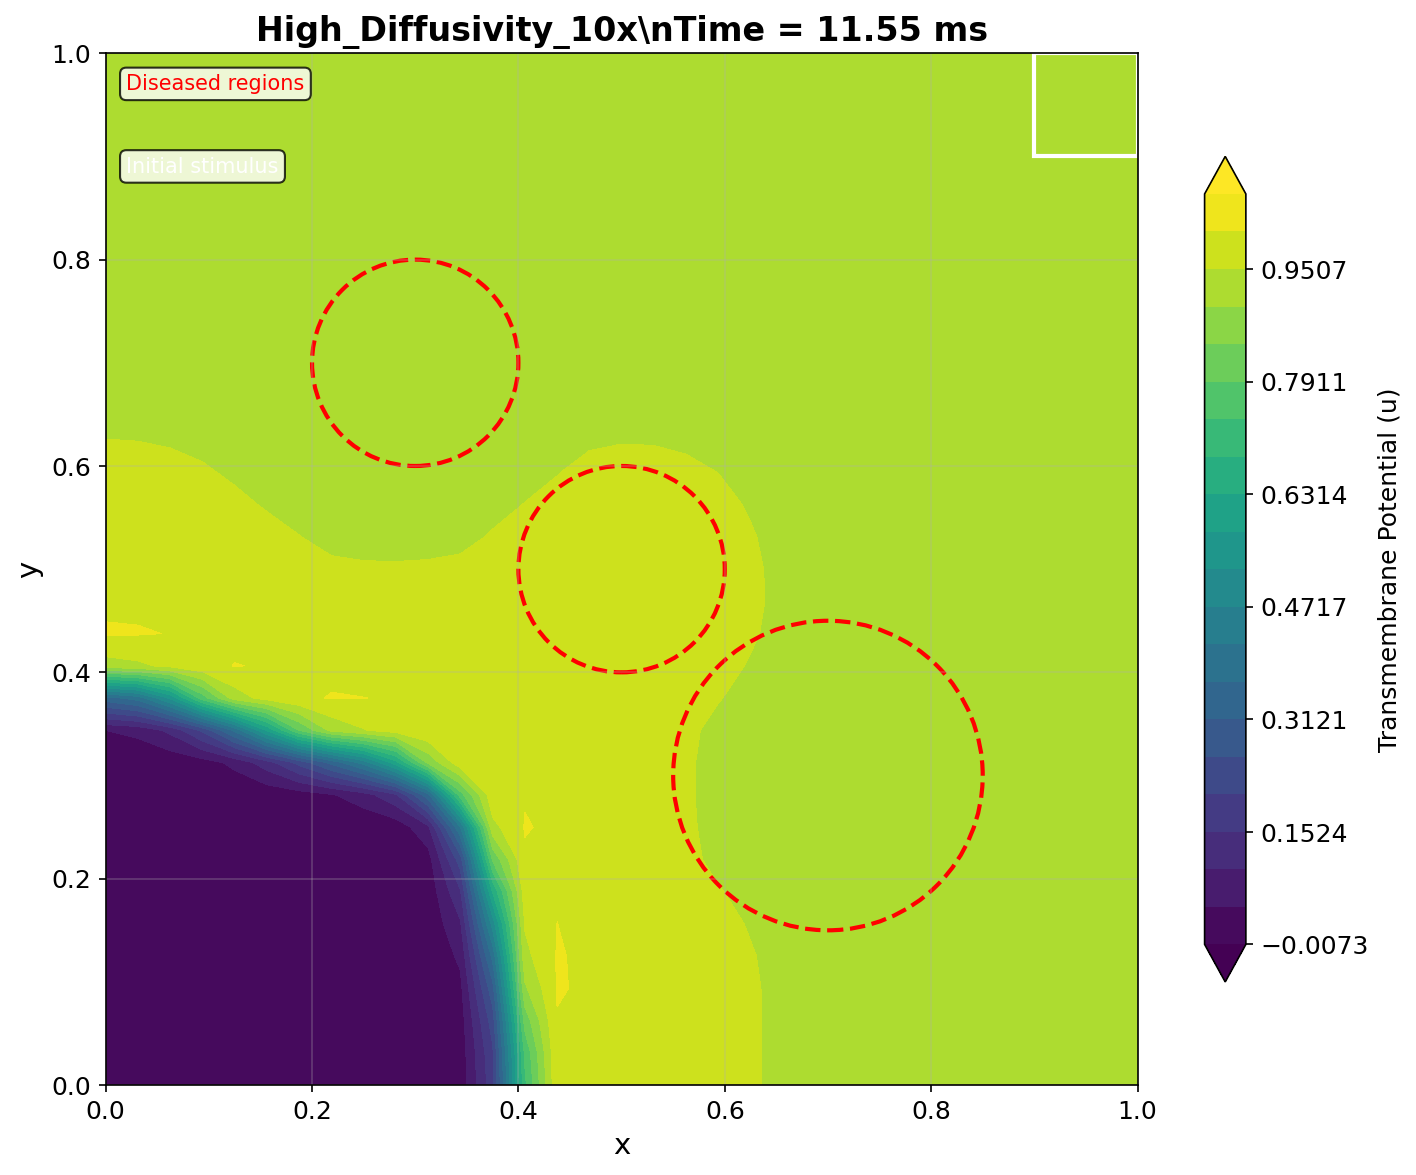 High_Diffusivity_10x\nTime = 11.55 ms
1.0
Diseased regions
Initial stimulus
0.8
0.6
0.4
0.2
0.0
y
0.0 0.2 0.4 0.6 0.8 1.0
x
0.9507
0.7911
0.6314
0.4717
0.3121
0.1524
−0.0073
Transmembrane Potential (u)